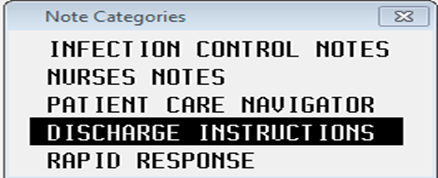 Note Categories
INFECTION CONTROL NOTES
NURSES NOTES
PATIENT CARE NAVIGATOR
DISCHARGE INSTRUCTIONS
RAPID RESPONSE